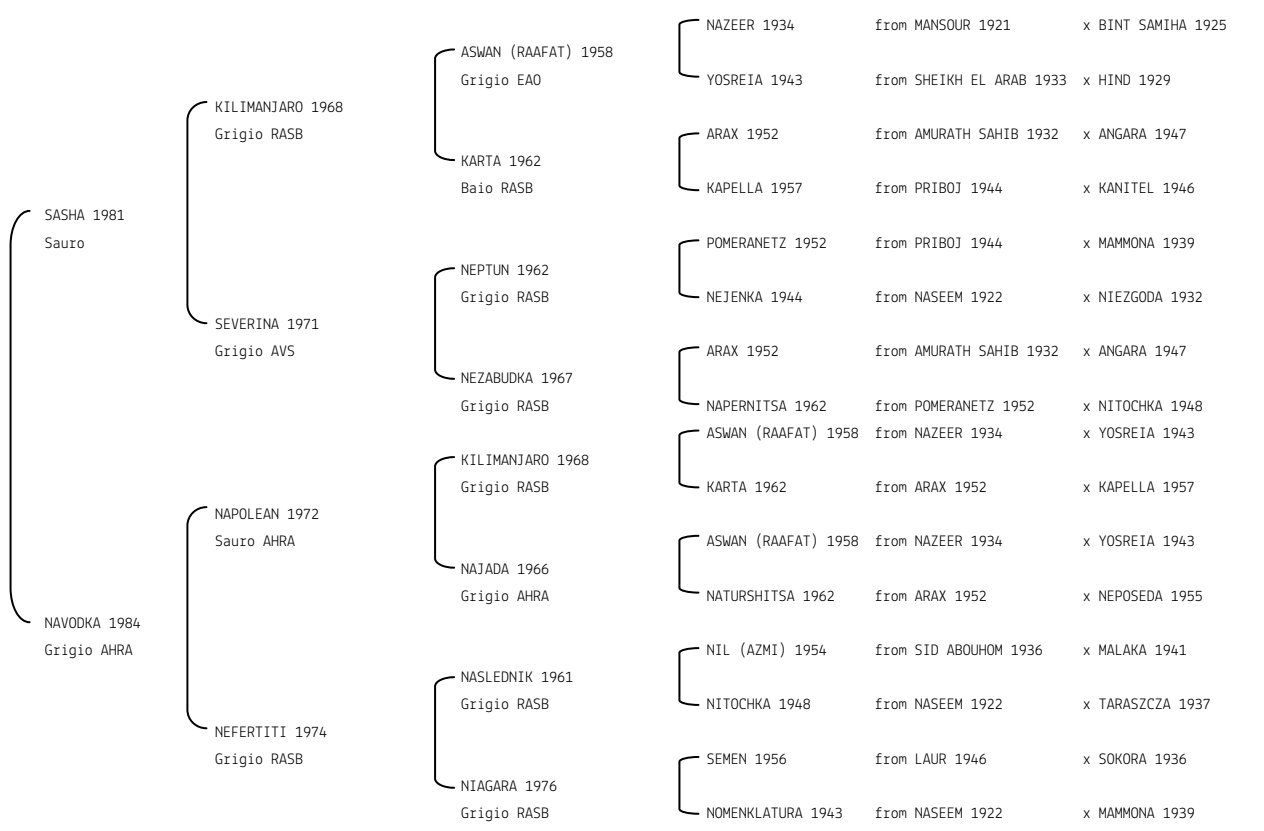 NAZEER 1934 from MANSOUR 1921 x BINT SAMIHA 1925
ASWAN (RAAFAT) 1958
Grigio EAO
YOSREIA 1943 from SHEIKH EL ARAB 1933 x HIND 1929
KILIMANJARO 1968
Grigio RASB
ARAX 1952 from AMURATH SAHIB 1932 x ANGARA 1947
KARTA 1962
Baio RASB
KAPELLA 1957 from PRIBOJ 1944 x KANITEL 1946
SASHA 1981
Sauro
POMERANETZ 1952 from PRIBOJ 1944 x MAMMONA 1939
NEPTUN 1962
Grigio RASB
NEJENKA 1944 from NASEEM 1922 x NIEZGODA 1932
SEVERINA 1971
Grigio AVS
ARAX 1952 from AMURATH SAHIB 1932 x ANGARA 1947
NEZABUDKA 1967
Grigio RASB
NAPERNITSA 1962 from POMERANETZ 1952 x NITOCHKA 1948
ASWAN (RAAFAT) 1958 from NAZEER 1934 x YOSREIA 1943
KILIMANJARO 1968
Grigio RASB
KARTA 1962 from ARAX 1952 x KAPELLA 1957
NAPOLEAN 1972
Sauro AHRA
ASWAN (RAAFAT) 1958 from NAZEER 1934 x YOSREIA 1943
NAJADA 1966
Grigio AHRA
NATURSHITSA 1962 from ARAX 1952 x NEPOSEDA 1955
NAVODKA 1984
Grigio AHRA
NIL (AZMI) 1954 from SID ABOUHOM 1936 x MALAKA 1941
NASLEDNIK 1961
Grigio RASB
NITOCHKA 1948 from NASEEM 1922 x TARASZCZA 1937
NEFERTITI 1974
Grigio RASB
SEMEN 1956 from LAUR 1946 x SOKORA 1936
NIAGARA 1976
Grigio RASB
NOMENKLATURA 1943 from NASEEM 1922 x MAMMONA 1939